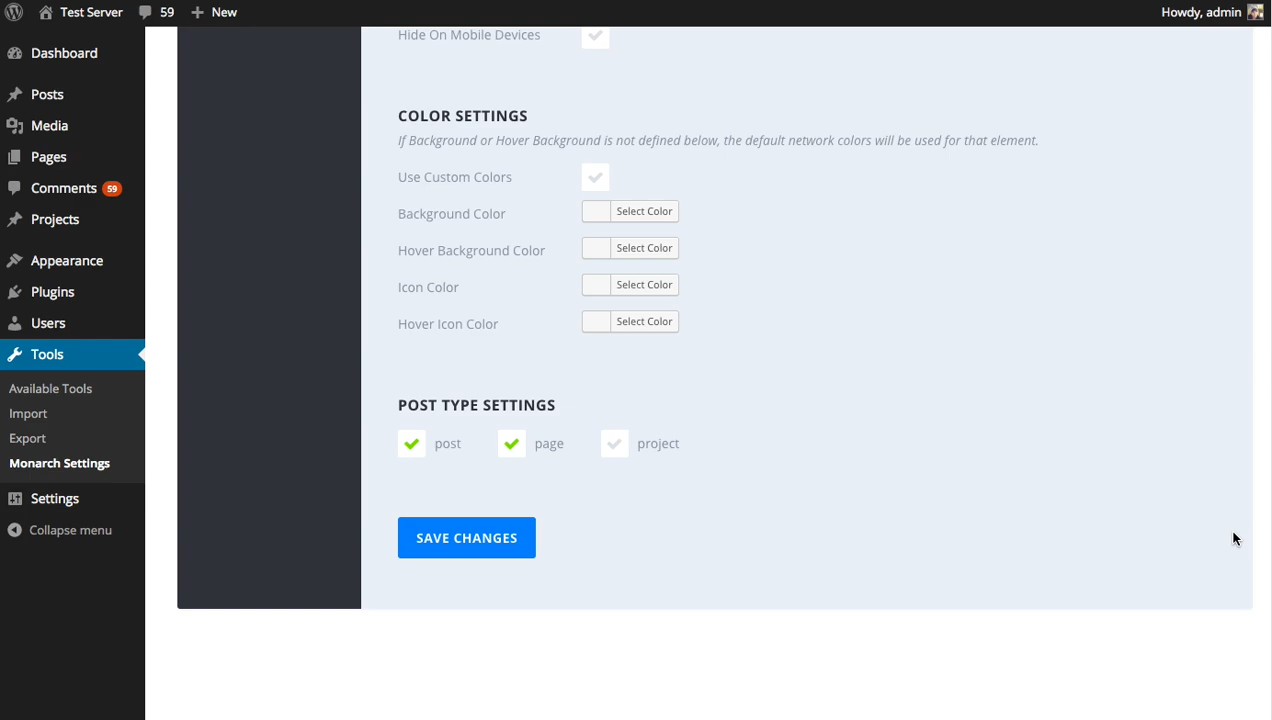 Test Server 59 New Howdy, admin
Dashboard
Posts
Media
Pages
Comments 59
Projects
Appearance
Plugins
Users
Tools
Available Tools
Import
Export
Monarch Settings
Settings
Collapse menu
Hide On Mobile Devices
COLOR SETTINGS
If Background or Hover Background is not defined below, the default network colors will be used for that element.
Use Custom Colors
Background Color Select Color
Hover Background Color Select Color
Icon Color Select Color
Hover Icon Color Select Color
POST TYPE SETTINGS
post page project
SAVE CHANGES